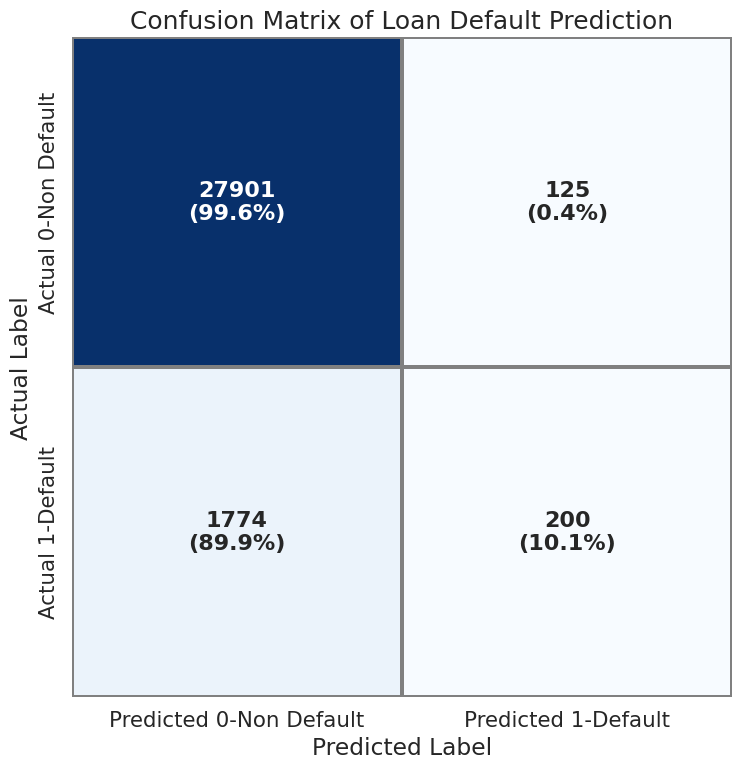 Confusion Matrix of Loan Default Prediction
Actual Label
Actual 0-Non Default
27901
(99.6%)
125
(0.4%)
Actual 1-Default
1774
(89.9%)
200
(10.1%)
Predicted 0-Non Default
Predicted 1-Default
Predicted Label